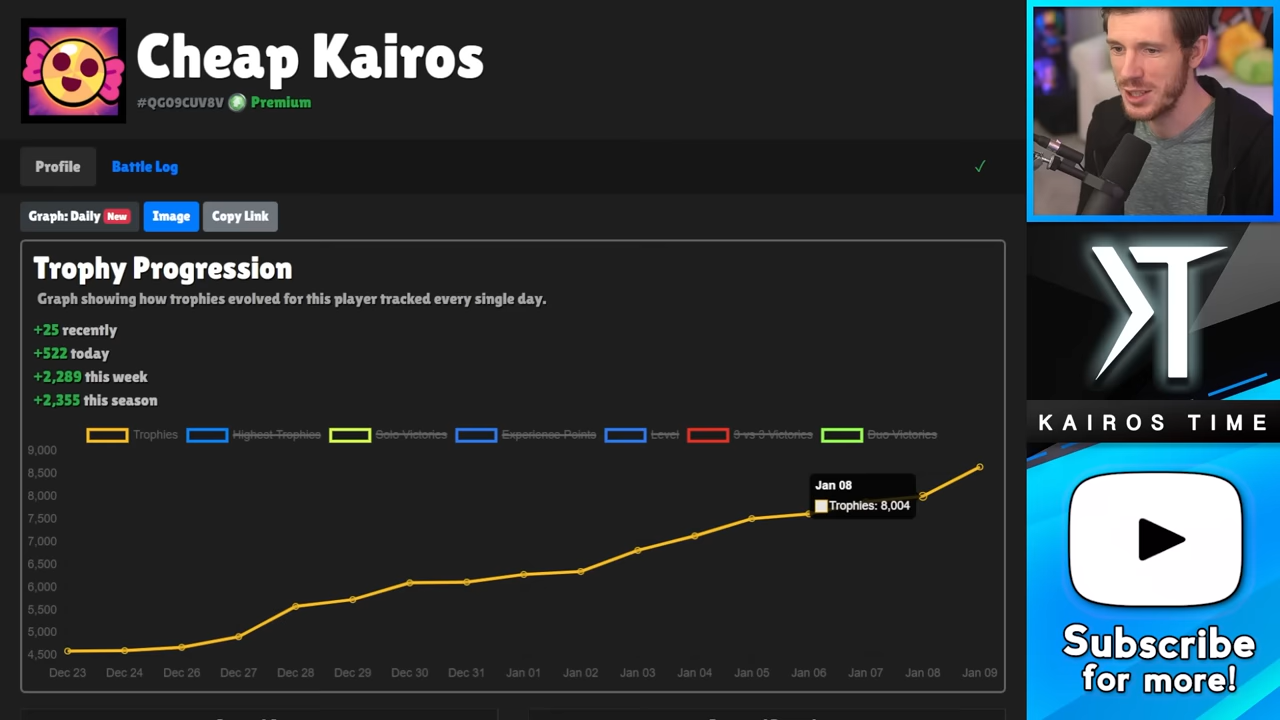 Cheap Kairos
#QG09CUV8V Premium
Profile
Battle Log
✓
Graph: Daily New
Image
Copy Link
Trophy Progression
Graph showing how trophies evolved for this player tracked every single day.
+25 recently
+522 today
+2,289 this week
+2,355 this season
Trophies Highest Trophies Solo Victories Experience Points Level 3 vs 3 Victories Duo Victories
9,000
8,500
8,000
7,500
7,000
6,500
6,000
5,500
5,000
4,500
Jan 08
Trophies: 8,004
Dec 23 Dec 24 Dec 26 Dec 27 Dec 28 Dec 29 Dec 30 Dec 31 Jan 01 Jan 02 Jan 03 Jan 04 Jan 05 Jan 06 Jan 07 Jan 08 Jan 09
KT
KAIROS TIME
Subscribe
for more!